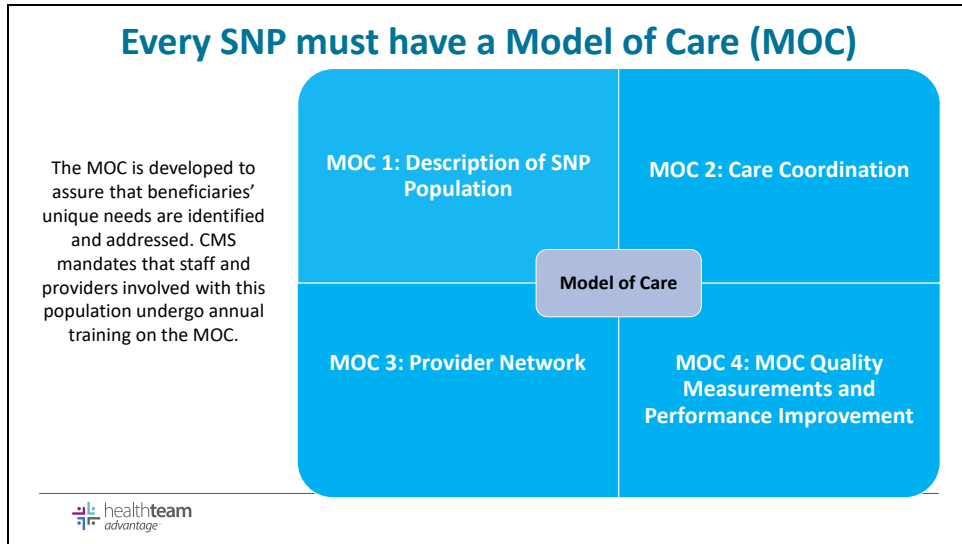 Every SNP must have a Model of Care (MOC)
The MOC is developed to
assure that beneficiaries’
unique needs are identified
and addressed. CMS
mandates that staff and
providers involved with this
population undergo annual
training on the MOC.
MOC 1: Description of SNP
Population
MOC 2: Care Coordination
Model of Care
MOC 3: Provider Network
MOC 4: MOC Quality
Measurements and
Performance Improvement
healthteam
advantage